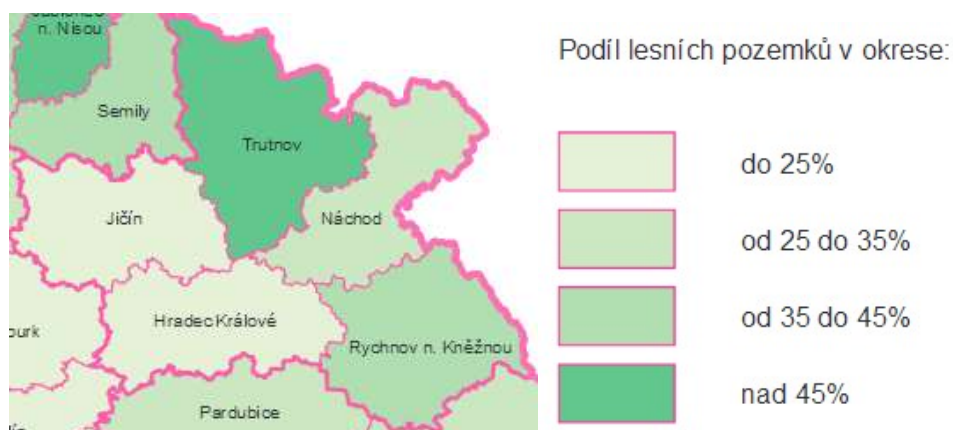 n. Nisou
Semily
Trutnov
Jičín
Náchod
Hradec Králové
Rychnov n. Kněžnou
Pardubice
Podíl lesních pozemků v okrese:
do 25%
od 25 do 35%
od 35 do 45%
nad 45%